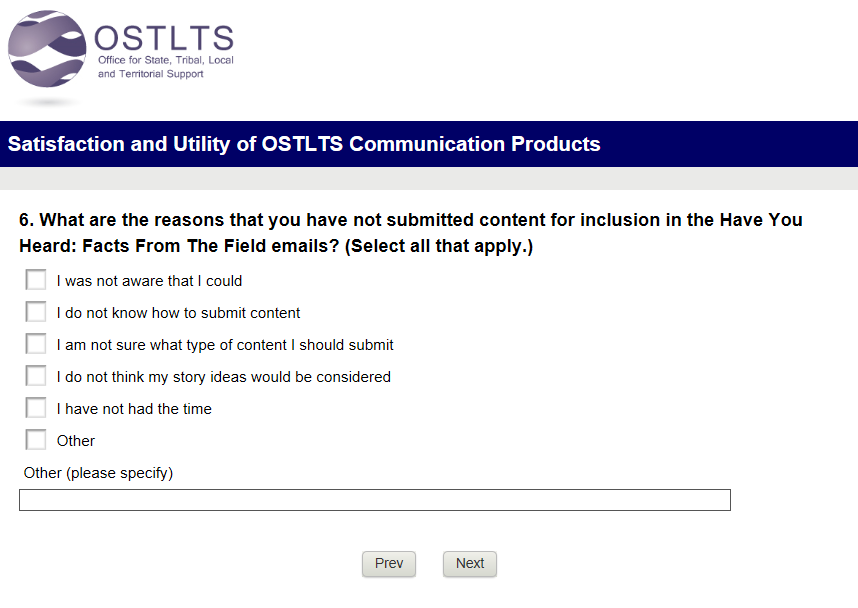 OSTLTS
Office for State, Tribal, Local
and Territorial Support
Satisfaction and Utility of OSTLTS Communication Products
6. What are the reasons that you have not submitted content for inclusion in the Have You
Heard: Facts From The Field emails? (Select all that apply.)
I was not aware that I could
I do not know how to submit content
I am not sure what type of content I should submit
I do not think my story ideas would be considered
I have not had the time
Other
Other (please specify)
Prev Next